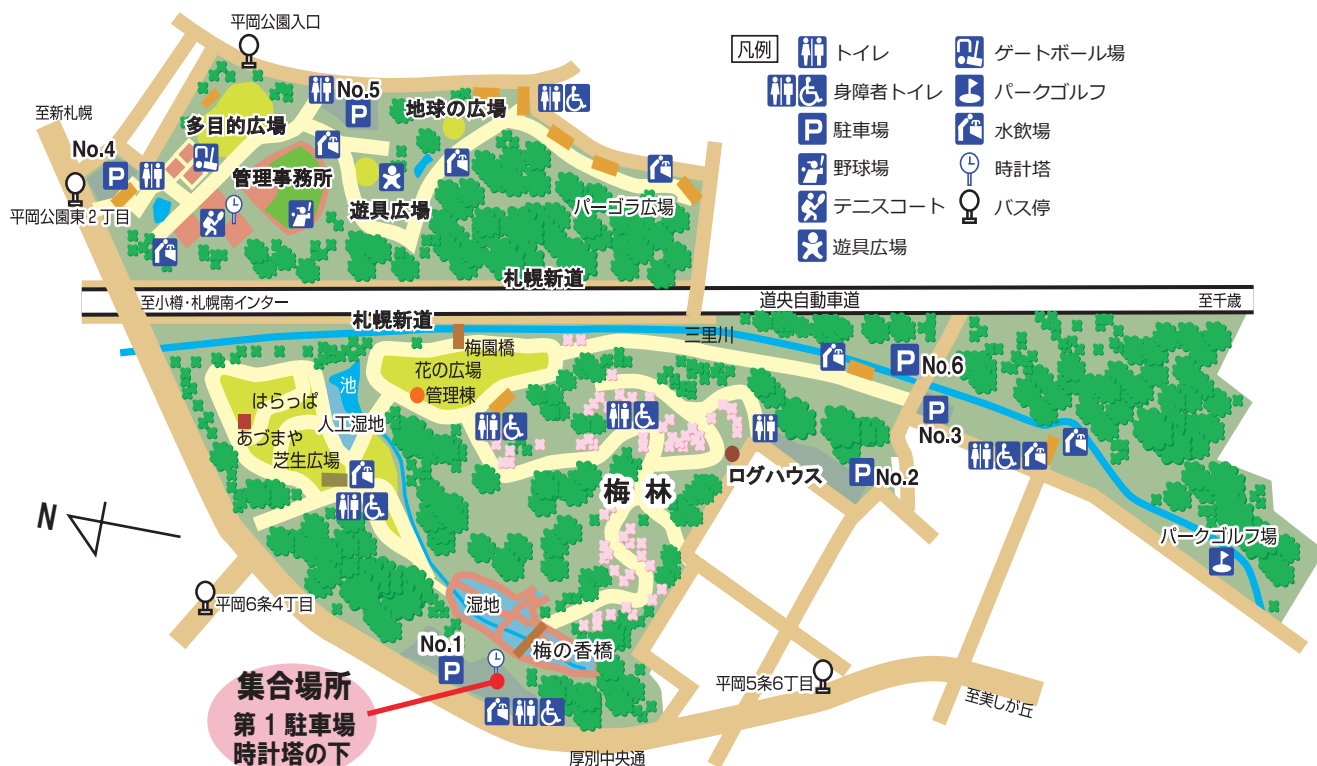 平岡公園入口
凡例
トイレ
ゲートボール場
身障者トイレ
パークゴルフ
駐車場
水飲場
野球場
時計塔
テニスコート
バス停
遊具広場
至新札幌
No.5
P
地球の広場
多目的広場
No.4
P
管理事務所
平岡公園東2丁目
遊具広場
パーゴラ広場
札幌新道
至小樽・札幌南インター
道央自動車道
至千歳
札幌新道
三里川
梅園橋
花の広場
P
No.6
池
管理棟
はらっぱ
人工湿地
P
No.3
あづまや
芝生広場
ログハウス
P
No.2
梅林
N
パークゴルフ場
平岡6条4丁目
湿地
No.1
P
梅の香橋
集合場所
第1駐車場
時計塔の下
平岡5条6丁目
至美しが丘
厚別中央通